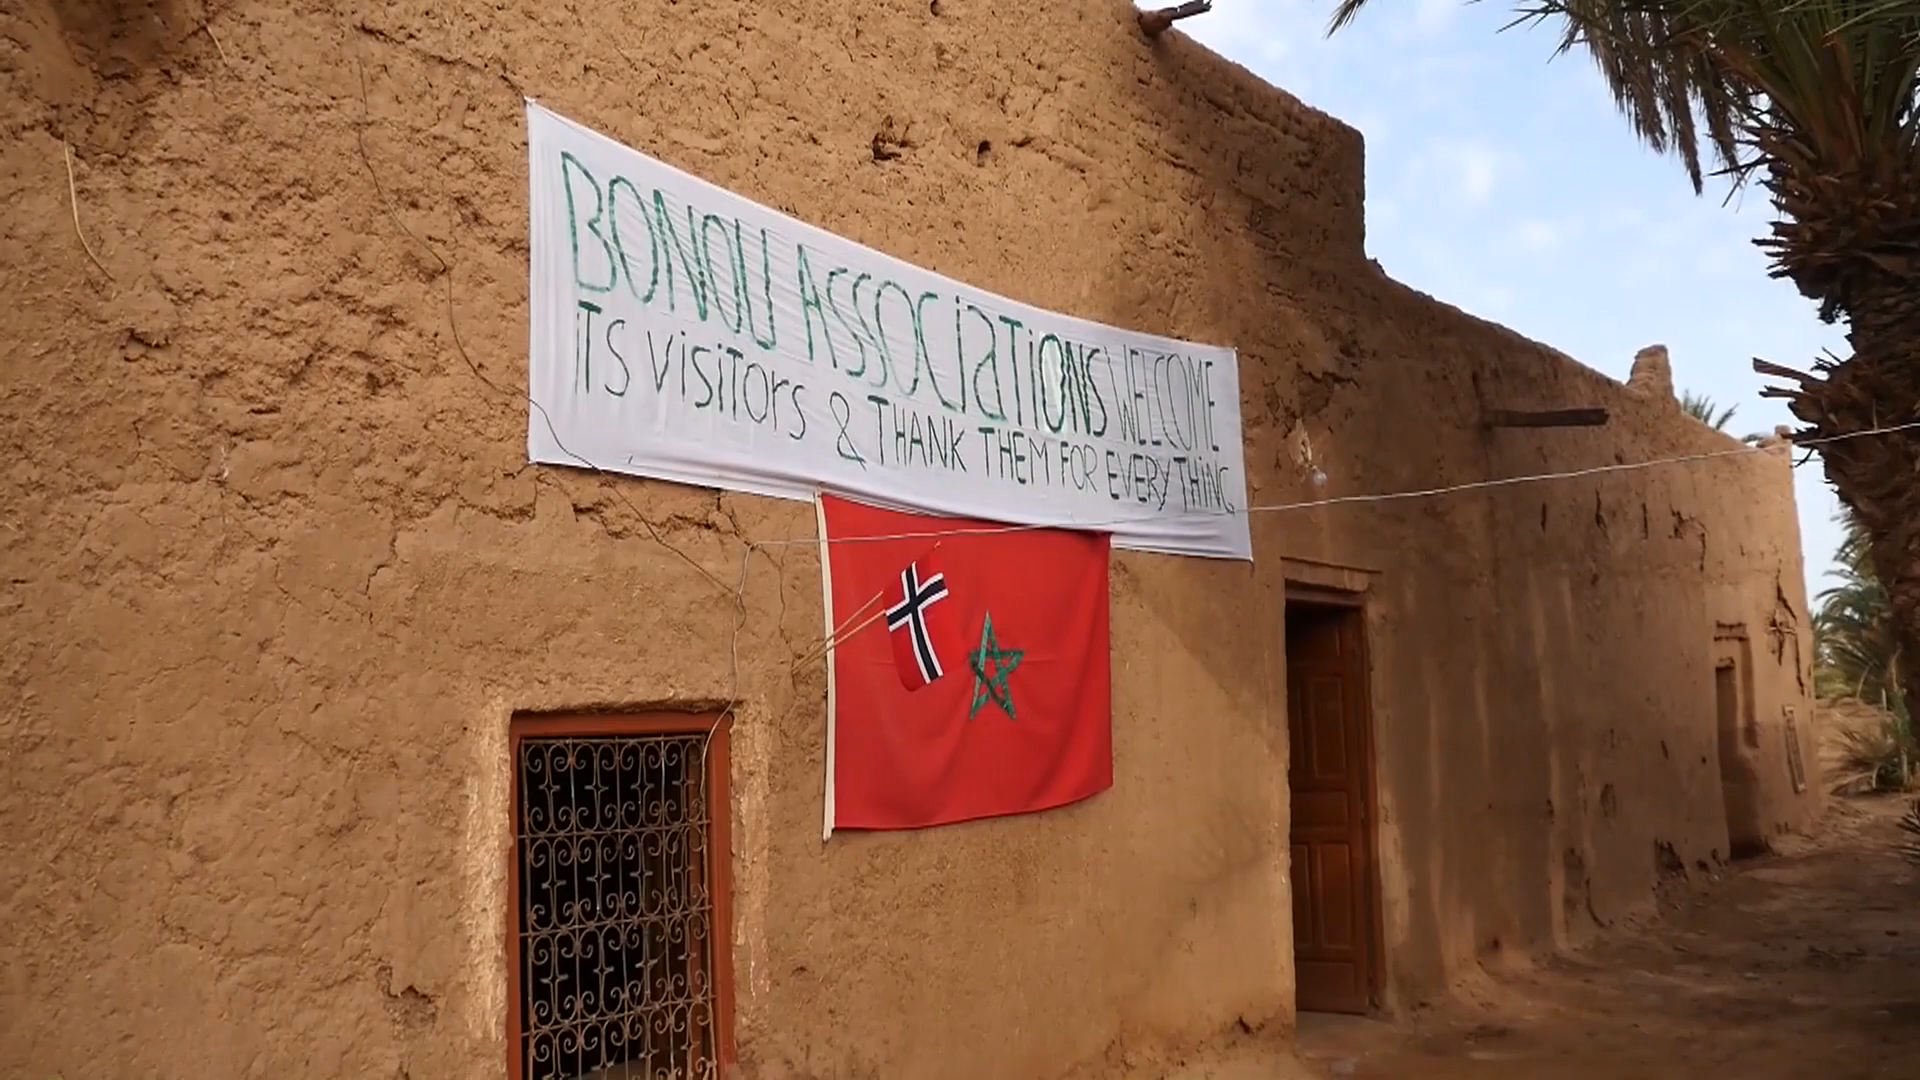 BONOU ASSOCiaTiONS WELCOME
iTS VISITORS & THANK THEM FOR EVERY THiNG